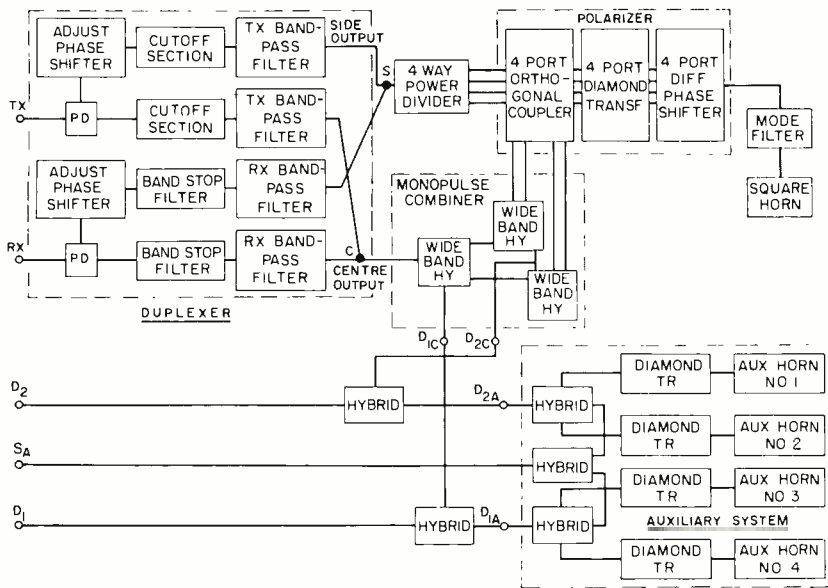 ADJUST
PHASE
SHIFTER
CUTOFF
SECTION
TX BAND-
PASS
FILTER
SIDE
OUTPUT
TX
PD
CUTOFF
SECTION
TX BAND-
PASS
FILTER
ADJUST
PHASE
SHIFTER
BAND STOP
FILTER
RX BAND-
PASS
FILTER
RX
PD
BAND STOP
FILTER
RX BAND-
PASS
FILTER
C
CENTRE
OUTPUT
DUPLEXER
S
4 WAY
POWER
DIVIDER
POLARIZER
4 PORT
ORTHO-
GONAL
COUPLER
4 PORT
DIAMOND
TRANSF
4 PORT
DIFF
PHASE
SHIFTER
MODE
FILTER
SQUARE
HORN
MONOPULSE
COMBINER
WIDE
BAND
HY
WIDE
BAND
HY
WIDE
BAND
HY
D1C
D2C
D2
HYBRID
D2A
SA
D1
HYBRID
D1A
HYBRID
HYBRID
HYBRID
DIAMOND
TR
AUX HORN
NO 1
DIAMOND
TR
AUX HORN
NO 2
DIAMOND
TR
AUX HORN
NO 3
AUXILIARY SYSTEM
DIAMOND
TR
AUX HORN
NO 4